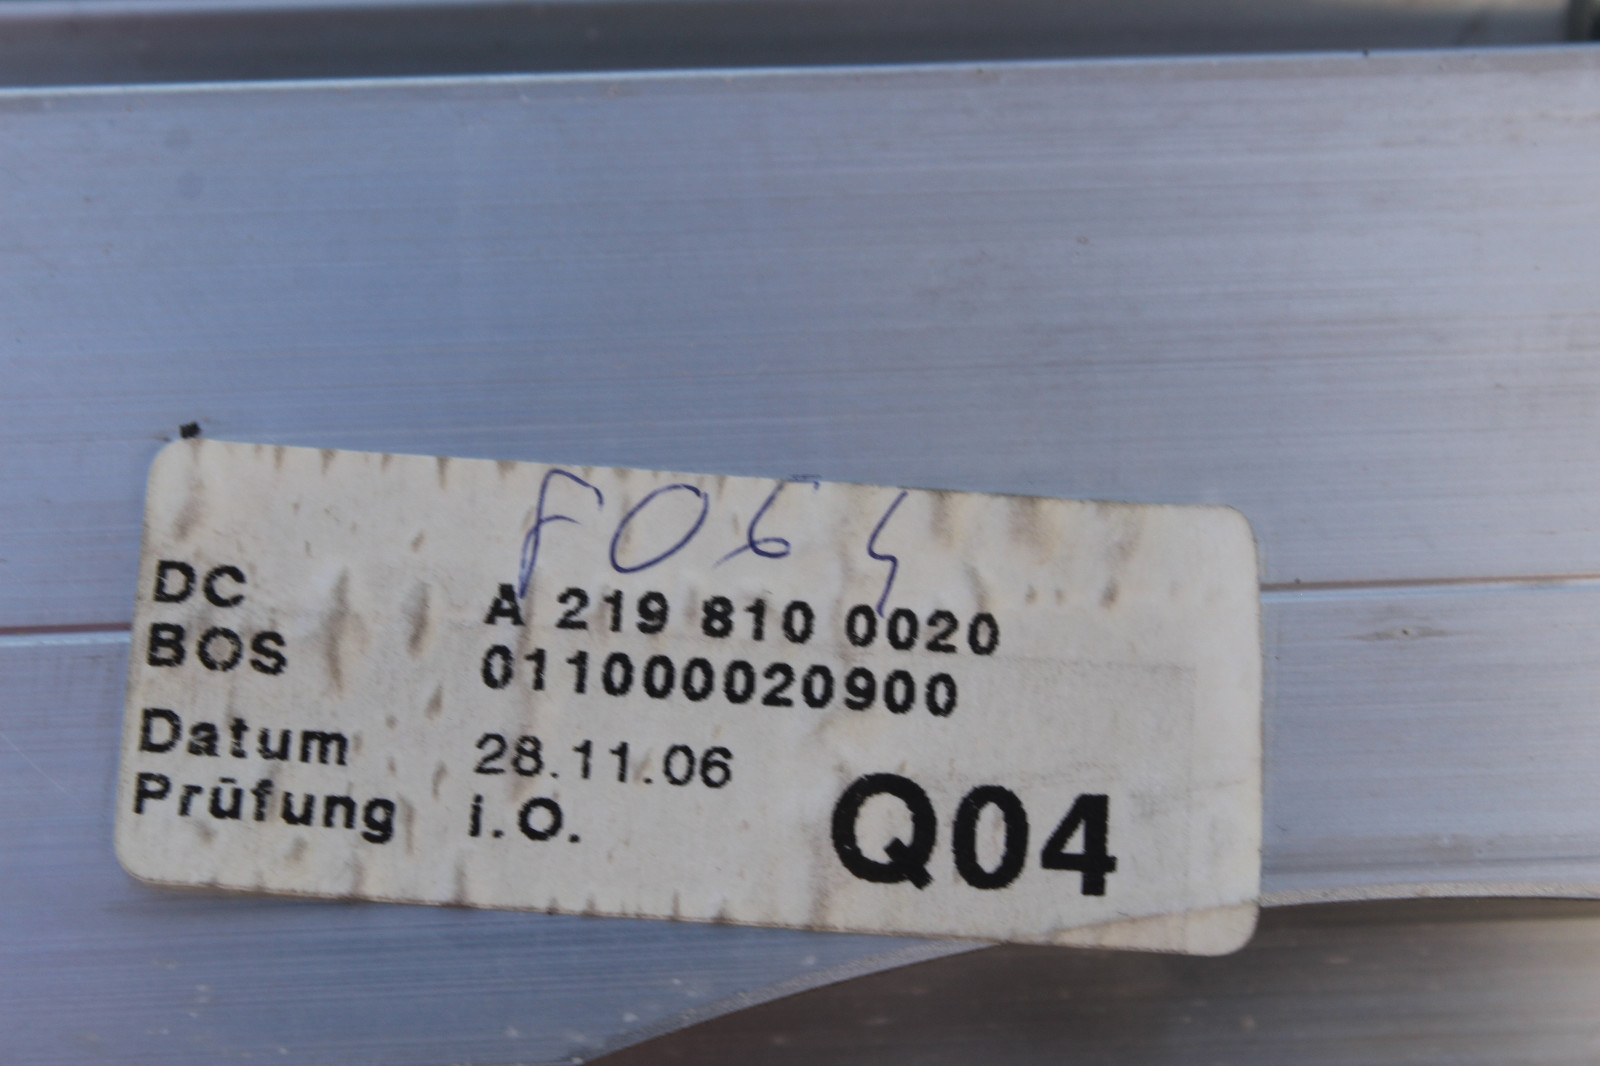 F064
DC A 219 810 0020
BOS 011000020900
Datum 28.11.06
Prüfung i.O.
Q04